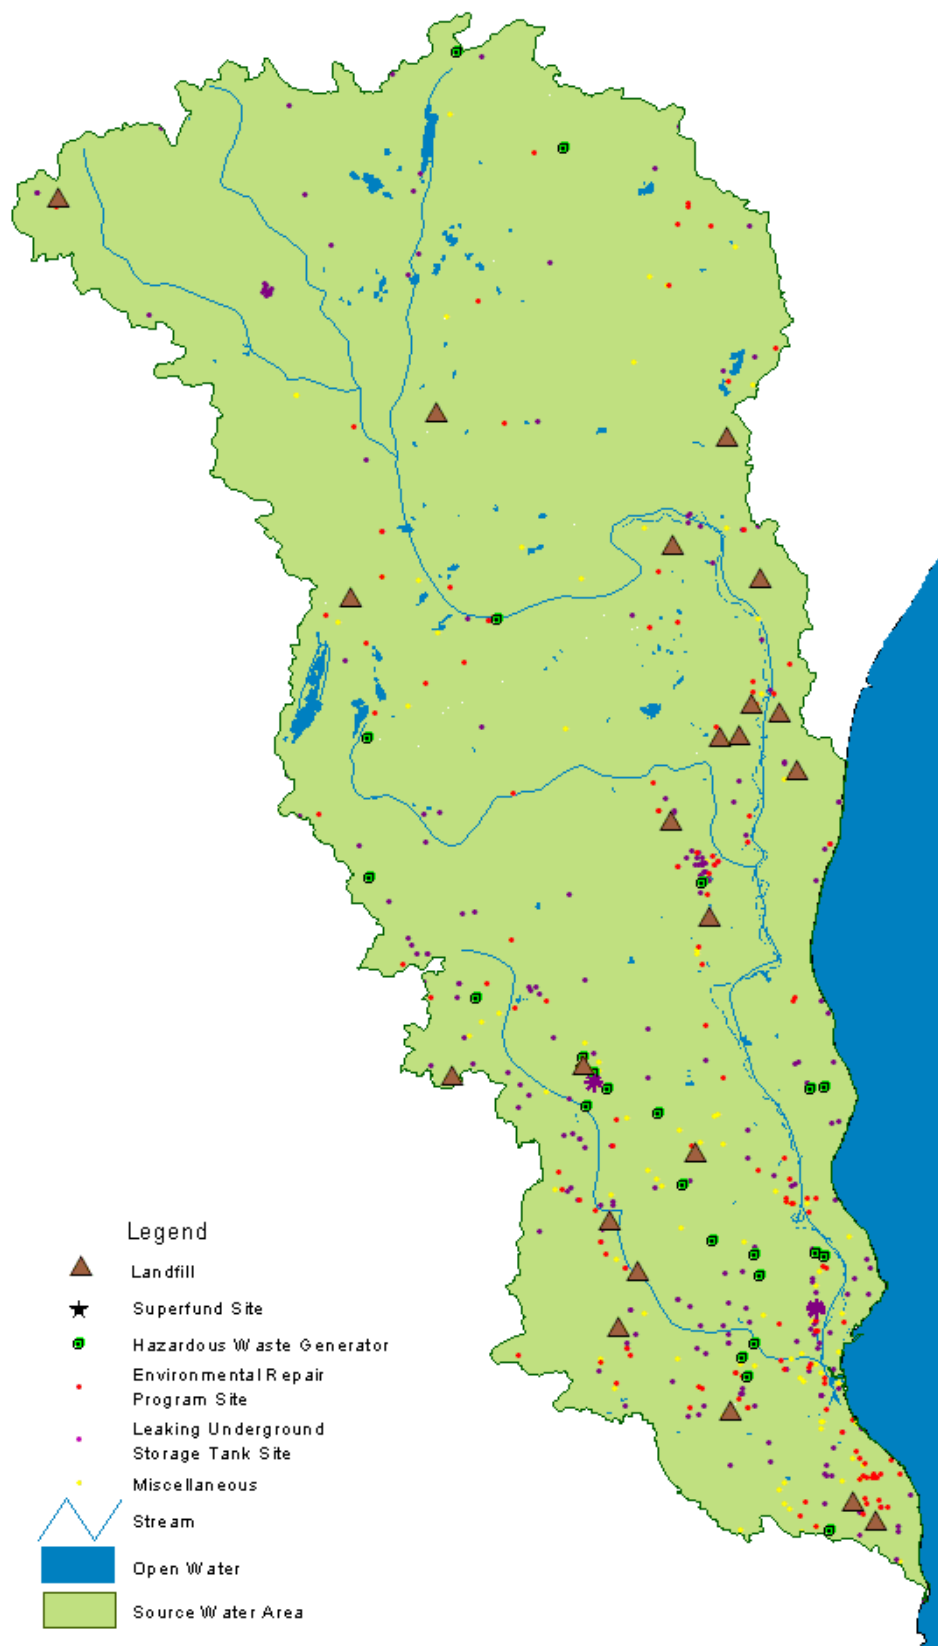 Legend
Landfill
Superfund Site
Hazardous Waste Generator
Environmental Repair
Program Site
Leaking Underground
Storage Tank Site
Miscellaneous
Stream
Open Water
Source Water Area